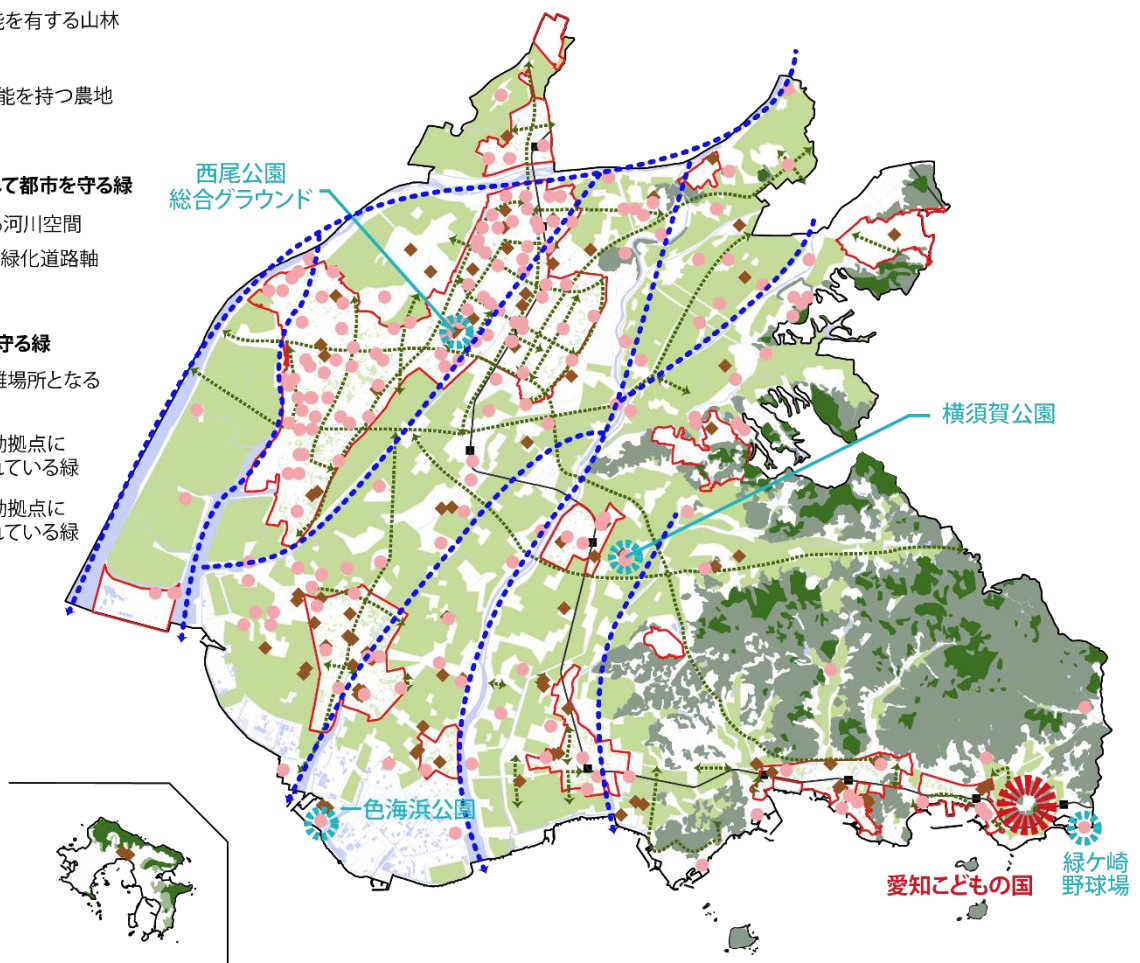 能を有する山林
能を持つ農地
て都市を守る緑
る河川空間
緑化道路軸
守る緑
難場所となる
動拠点に
れている緑
動拠点に
れている緑
西尾公園
総合グラウンド
横須賀公園
色海浜公園
愛知こどもの国
緑ケ崎
野球場